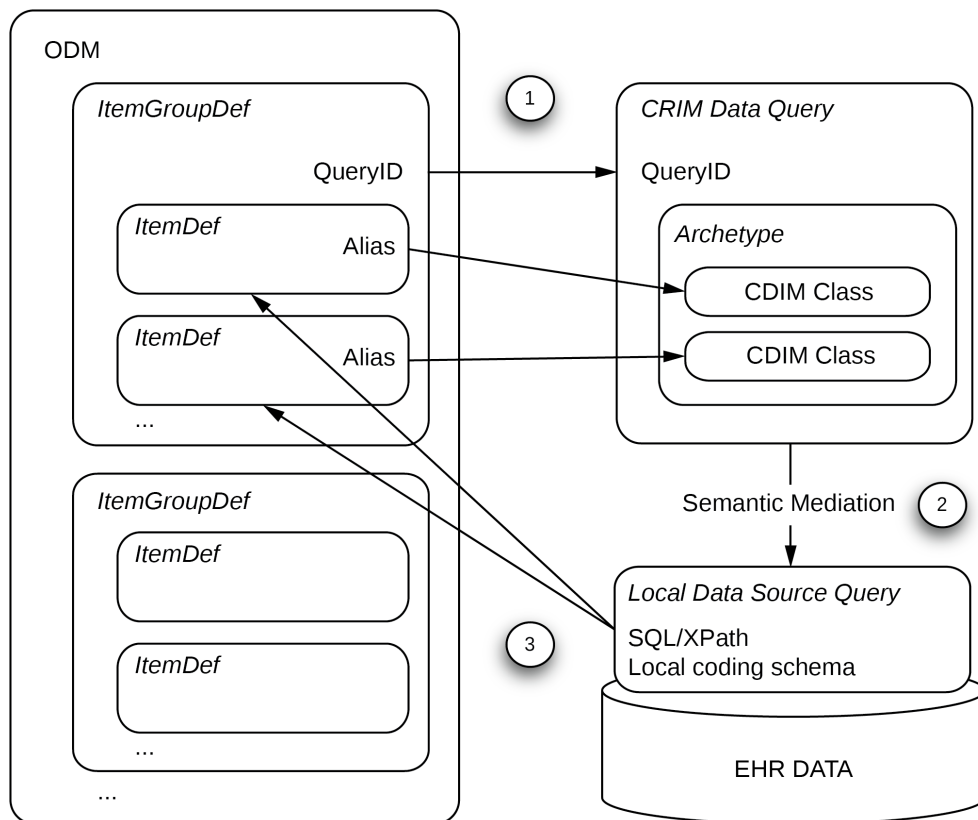 ODM
ItemGroupDef
QueryID
ItemDef
Alias
ItemDef
Alias
...
ItemGroupDef
ItemDef
ItemDef
...
...
1
CRIM Data Query
QueryID
Archetype
CDIM Class
CDIM Class
Semantic Mediation
2
Local Data Source Query
SQL/XPath
Local coding schema
3
EHR DATA